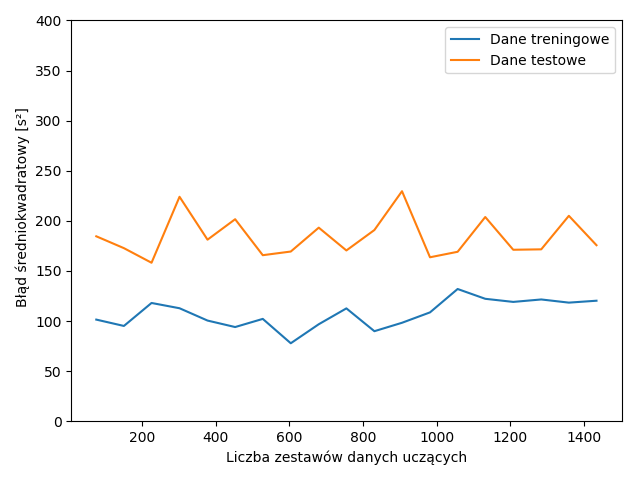 400
350
300
250
200
150
100
50
0
Błąd średniokwadratowy [s²]
Dane treningowe
Dane testowe
200 400 600 800 1000 1200 1400
Liczba zestawów danych uczących